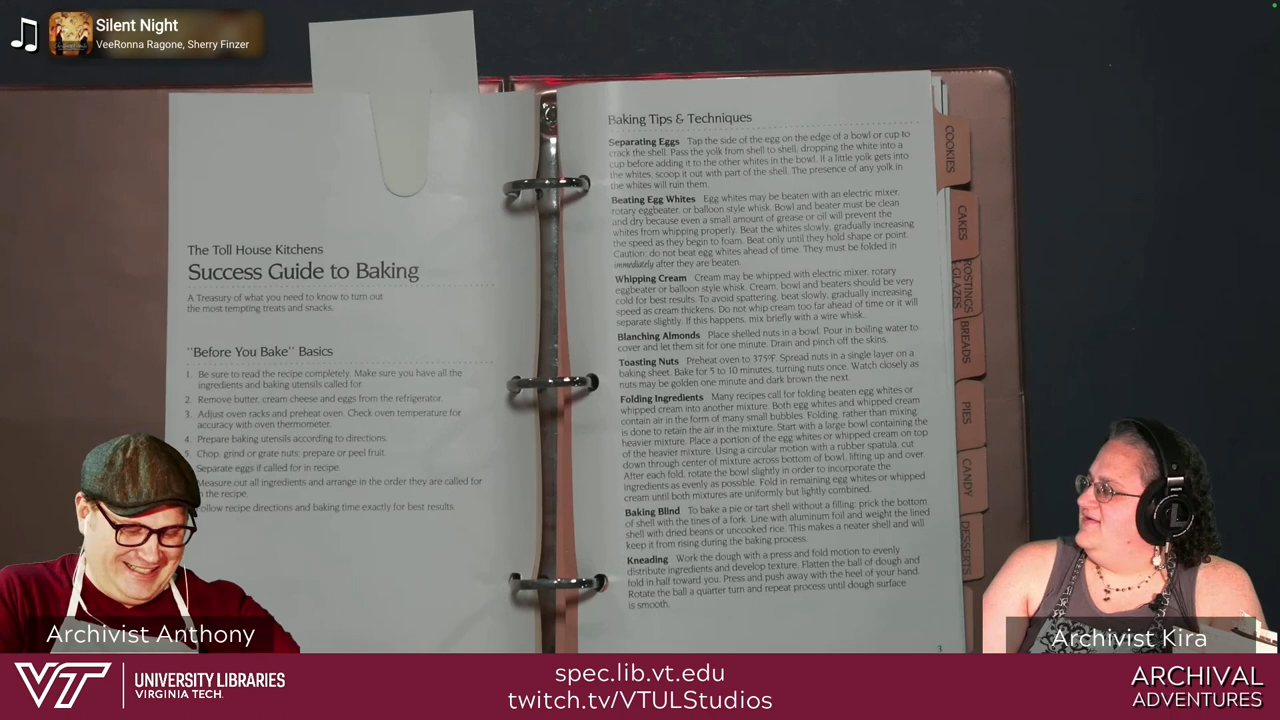 Silent Night
VeeRonna Ragone, Sherry Finzer
The Toll House Kitchens
Success Guide to Baking
A Treasury of what you need to know to turn out
the most tempting treats and snacks.
"Before You Bake" Basics
1. Be sure to read the recipe completely. Make sure you have all the
ingredients and baking utensils called for.
2. Remove butter, cream cheese and eggs from the refrigerator.
3. Adjust oven racks and preheat oven. Check oven temperature for
accuracy with oven thermometer.
4. Prepare baking utensils according to directions.
5. Chop, grind or grate nuts; prepare or peel fruit.
Separate eggs if called for in recipe.
Measure out all ingredients and arrange in the order they are called for
in the recipe.
ollow recipe directions and baking time exactly for best results.
Baking Tips & Techniques
Separating Eggs Tap the side of the egg on the edge of a bowl or cup to
crack the shell. Pass the yolk from shell to shell, dropping the white into a
cup before adding it to the other whites in the bowl. If a little yolk gets into
the whites, scoop it out with part of the shell. The presence of any yolk in
the whites will ruin them.
Beating Egg Whites Egg whites may be beaten with an electric mixer,
rotary eggbeater, or balloon style whisk. Bowl and beater must be clean
and dry because even a small amount of grease or oil will prevent the
whites from whipping properly. Beat the whites slowly, gradually increasing
the speed as they begin to foam. Beat only until they hold shape or point.
Caution: do not beat egg whites ahead of time. They must be folded in
immediately after they are beaten.
Whipping Cream Cream may be whipped with electric mixer, rotary
eggbeater or balloon style whisk. Cream, bowl and beaters should be very
cold for best results. To avoid spattering, beat slowly, gradually increasing
speed as cream thickens. Do not whip cream too far ahead of time or it will
separate slightly. If this happens, mix briefly with a wire whisk.
Blanching Almonds Place shelled nuts in a bowl. Pour in boiling water to
cover and let them sit for one minute. Drain and pinch off the skins.
Toasting Nuts Preheat oven to 375°F. Spread nuts in a single layer on a
baking sheet. Bake for 5 to 10 minutes, turning nuts once. Watch closely as
nuts may be golden one minute and dark brown the next.
Folding Ingredients Many recipes call for folding beaten egg whites or
whipped cream into another mixture. Both egg whites and whipped cream
contain air in the form of many small bubbles. Folding, rather than mixing,
is done to retain the air in the mixture. Start with a large bowl containing the
heavier mixture. Place a portion of the egg whites or whipped cream on top
of the heavier mixture. Using a circular motion with a rubber spatula, cut
down through center of mixture across bottom of bowl, lifting up and over.
After each fold, rotate the bowl slightly in order to incorporate the
ingredients as evenly as possible. Fold in remaining egg whites or whipped
cream until both mixtures are uniformly but lightly combined.
Baking Blind To bake a pie or tart shell without a filling: prick the bottom
of shell with the tines of a fork. Line with aluminum foil and weight the lined
shell with dried beans or uncooked rice. This makes a neater shell and will
keep it from rising during the baking process.
Kneading Work the dough with a press and fold motion to evenly
distribute ingredients and develop texture. Flatten the ball of dough and
fold in half toward you. Press and push away with the heel of your hand.
Rotate the ball a quarter turn and repeat process until dough surface
is smooth.
3
COOKIES
CAKES
ROSTINGS
GLAZES
BREADS
PIES
CANDY
DESSERTS
Archivist Anthony
Archivist Kira
VT
UNIVERSITY LIBRARIES
VIRGINIA TECH
spec.lib.vt.edu
twitch.tv/VTULStudios
ARCHIVAL
ADVENTURES